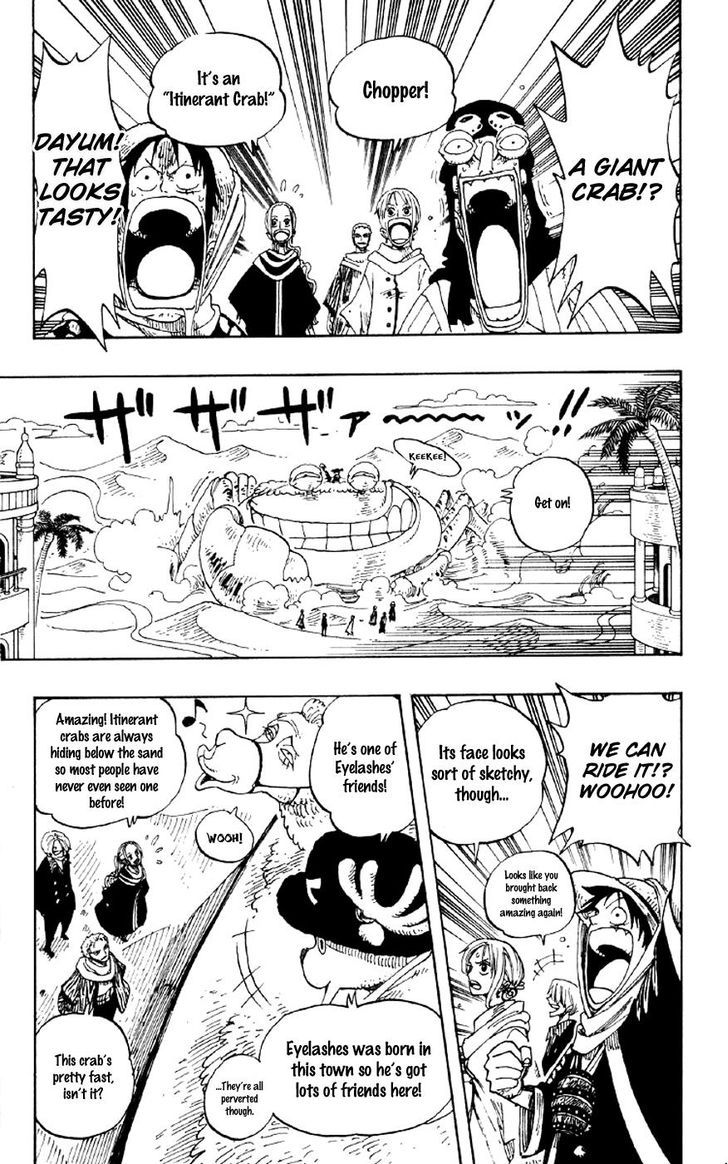 A GIANT
CRAB!?
Chopper!
It's an
"Itinerant Crab!"
DAYUM!
THAT
LOOKS
TASTY!
ザザザァ〜〜ッ!!
Get on!
KEEKEE!
WE CAN
RIDE IT!?
WOOHOO!
Its face looks
sort of sketchy,
though...
Looks like you
brought back
something
amazing again!
He's one of
Eyelashes'
friends!
Amazing! Itinerant
crabs are always
hiding below the sand
so most people have
never even seen one
before!
WOOH!
Eyelashes was born in
this town so he's got
lots of friends here!
...They're all
perverted
though.
This crab's
pretty fast,
isn't it?